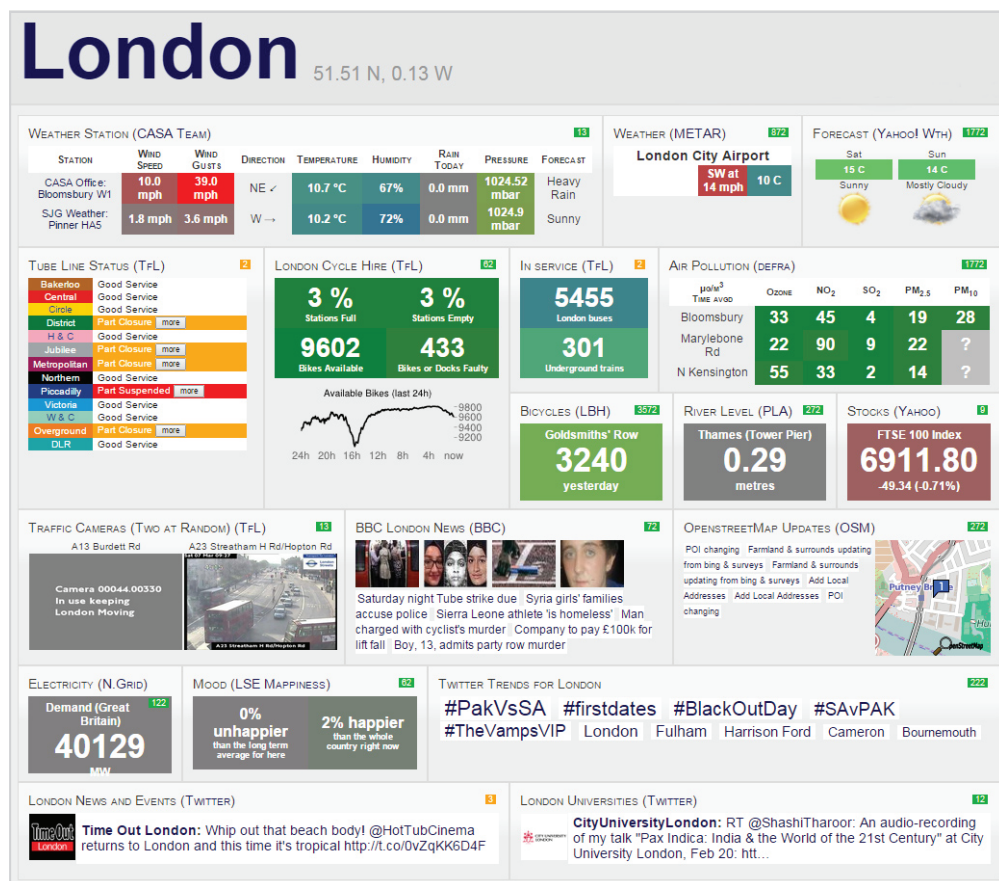 London 51.51 N, 0.13 W
WEATHER STATION (CASA TEAM) 13
STATION WIND SPEED WIND GUSTS DIRECTION TEMPERATURE HUMIDITY RAIN TODAY PRESSURE FORECAST
CASA Office: Bloomsbury W1 10.0 mph 39.0 mph NE ↙ 10.7 °C 67% 0.0 mm 1024.52 mbar Heavy Rain
SJG Weather: Pinner HA5 1.8 mph 3.6 mph W → 10.2 °C 72% 0.0 mm 1024.9 mbar Sunny
WEATHER (METAR) 872
London City Airport
SW at 14 mph 10 C
FORECAST (YAHOO! WTH) 1772
Sat Sun
15 C 14 C
Sunny Mostly Cloudy
TUBE LINE STATUS (TFL) 2
Bakerloo Good Service
Central Good Service
Circle Good Service
District Part Closure more
H & C Good Service
Jubilee Part Closure more
Metropolitan Part Closure more
Northern Good Service
Piccadilly Part Suspended more
Victoria Good Service
W & C Good Service
Overground Part Closure more
DLR Good Service
LONDON CYCLE HIRE (TFL) 62
3 % 3 %
Stations Full Stations Empty
9602 433
Bikes Available Bikes or Docks Faulty
Available Bikes (last 24h)
9800
9600
9400
9200
24h 20h 16h 12h 8h 4h now
IN SERVICE (TFL) 2
5455
London buses
301
Underground trains
AIR POLLUTION (DEFRA) 1772
µG/M³ TIME AVGD OZONE NO2 SO2 PM2.5 PM10
Bloomsbury 33 45 4 19 28
Marylebone Rd 22 90 9 22 ?
N Kensington 55 33 2 14 ?
BICYCLES (LBH) 3572
Goldsmiths' Row
3240
yesterday
RIVER LEVEL (PLA) 272
Thames (Tower Pier)
0.29
metres
STOCKS (YAHOO) 9
FTSE 100 Index
6911.80
-49.34 (-0.71%)
TRAFFIC CAMERAS (TWO AT RANDOM) (TFL) 13
A13 Burdett Rd A23 Streatham H Rd/Hopton Rd
Camera 00044.00330
In use keeping
London Moving
A23 Streatham H Rd/Hopton Rd
BBC LONDON NEWS (BBC) 72
Saturday night Tube strike due Syria girls' families
accuse police Sierra Leone athlete 'is homeless' Man
charged with cyclist's murder Company to pay £100k for
lift fall Boy, 13, admits party row murder
OPENSTREETMAP UPDATES (OSM) 272
POI changing Farmland & surrounds updating
from bing & surveys Farmland & surrounds
updating from bing & surveys Add Local
Addresses Add Local Addresses POI
changing
OpenStreetMap
ELECTRICITY (N.GRID)
Demand (Great Britain) 122
40129
MW
MOOD (LSE MAPPINESS) 62
0% unhappier
than the long term
average for here
2% happier
than the whole
country right now
TWITTER TRENDS FOR LONDON 222
#PakVsSA #firstdates #BlackOutDay #SAvPAK
#TheVampsVIP London Fulham Harrison Ford Cameron Bournemouth
LONDON NEWS AND EVENTS (TWITTER) 3
TimeOut London
Time Out London: Whip out that beach body! @HotTubCinema
returns to London and this time it's tropical http://t.co/0vZqKK6D4F
LONDON UNIVERSITIES (TWITTER) 12
CITY UNIVERSITY LONDON
CityUniversityLondon: RT @ShashiTharoor: An audio-recording
of my talk "Pax Indica: India & the World of the 21st Century" at City
University London, Feb 20: htt...